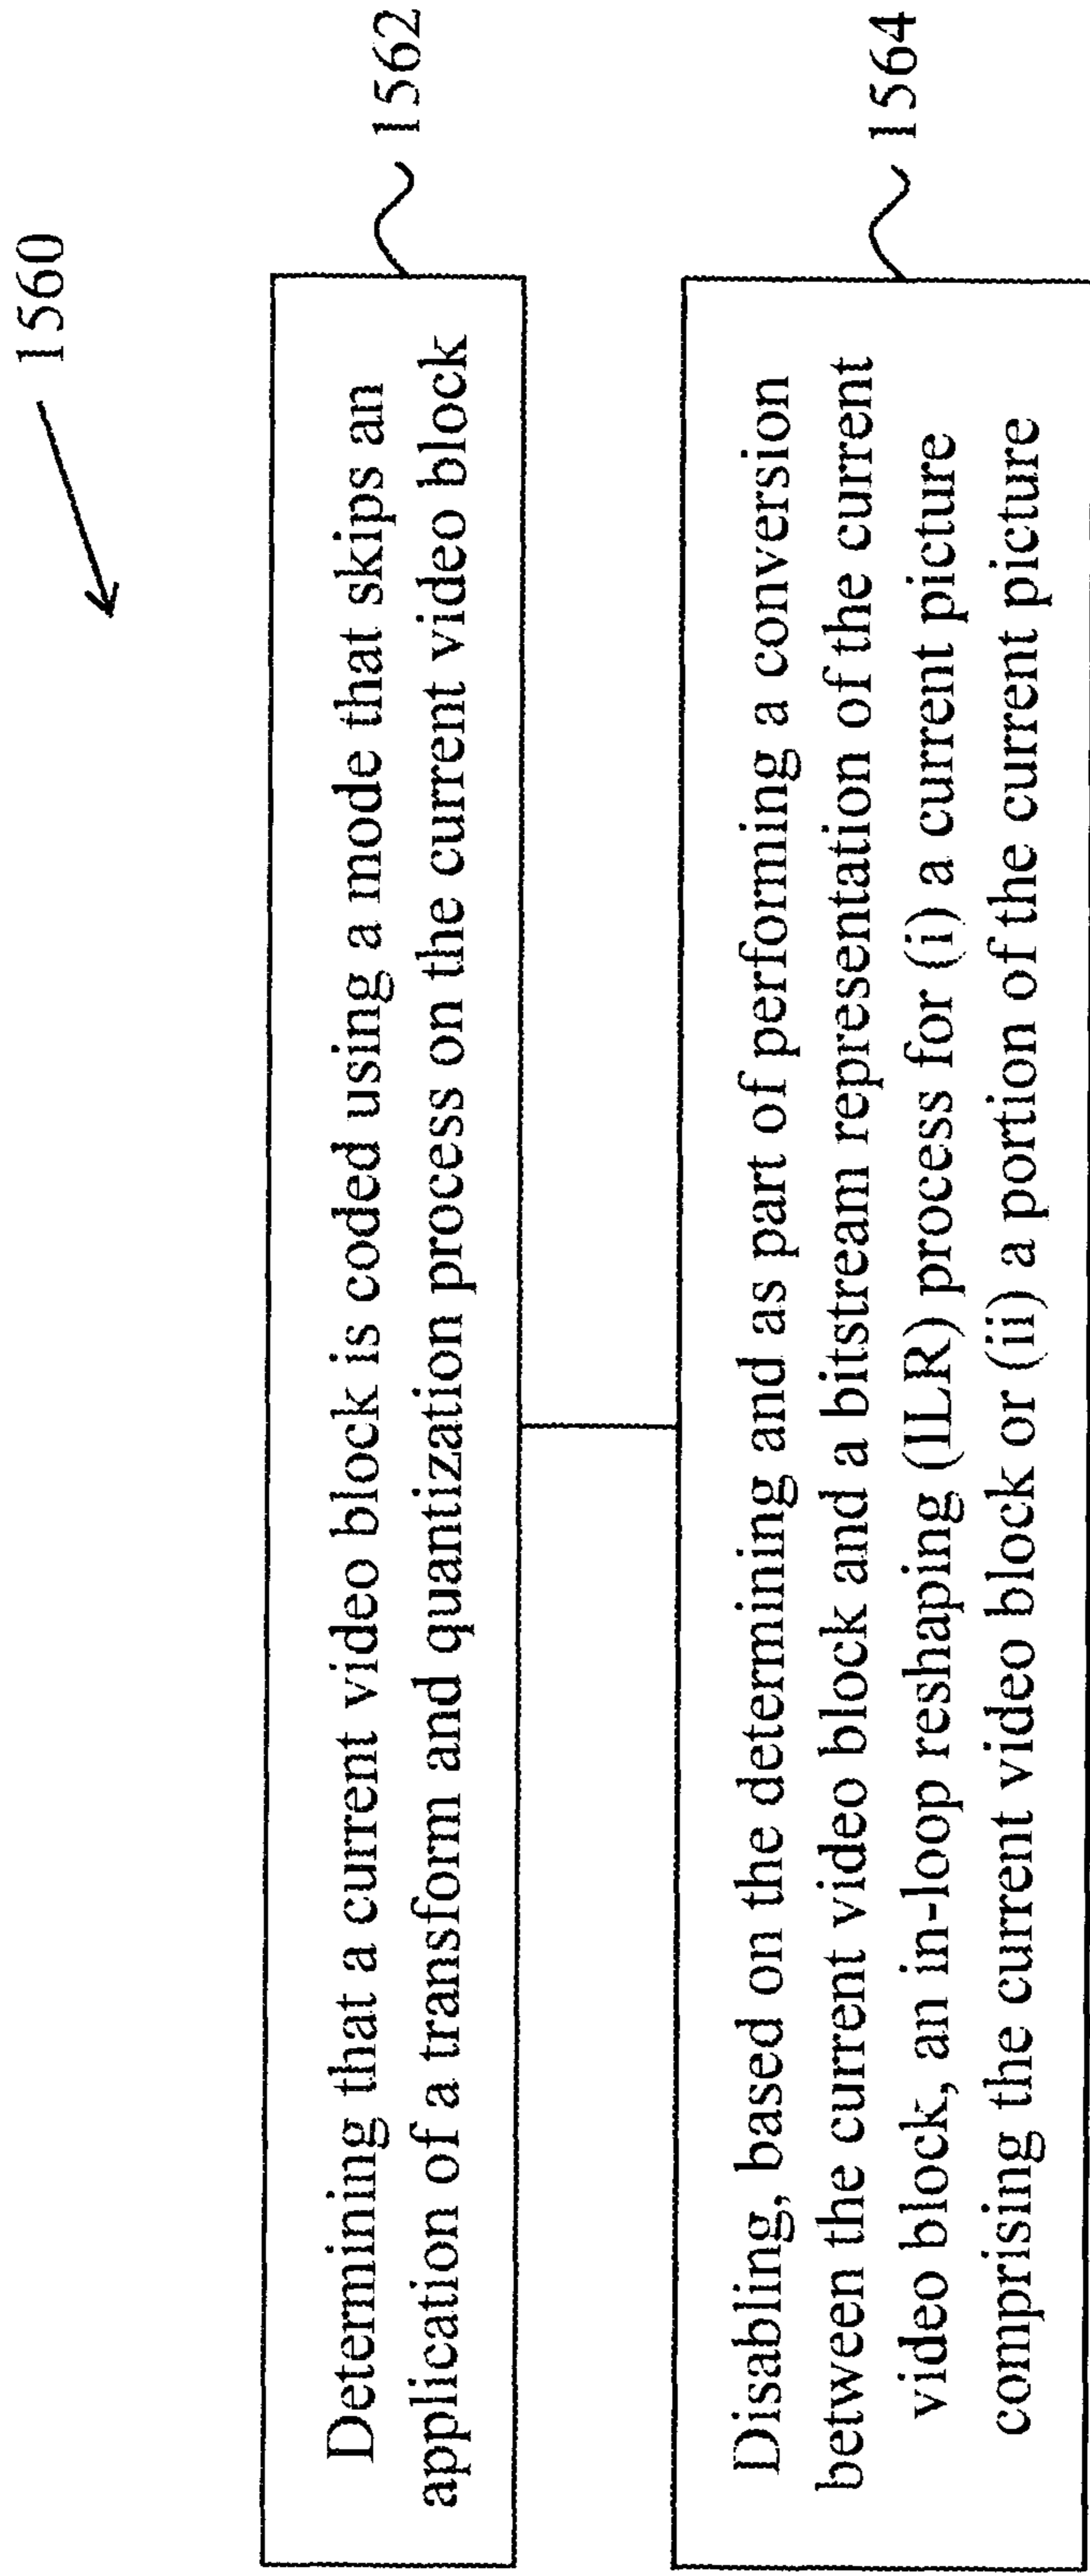 1560
Determining that a current video block is coded using a mode that skips an
application of a transform and quantization process on the current video block
1562
Disabling, based on the determining and as part of performing a conversion
between the current video block and a bitstream representation of the current
video block, an in-loop reshaping (ILR) process for (i) a current picture
comprising the current video block or (ii) a portion of the current picture
1564